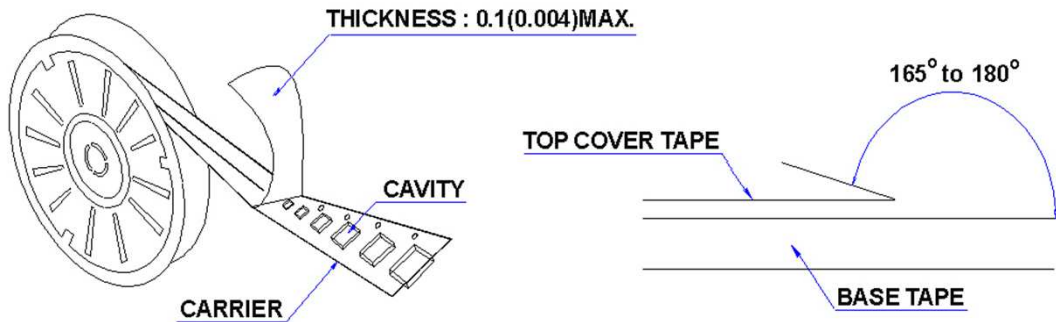 THICKNESS : 0.1(0.004)MAX.
CAVITY
CARRIER
165° to 180°
TOP COVER TAPE
BASE TAPE